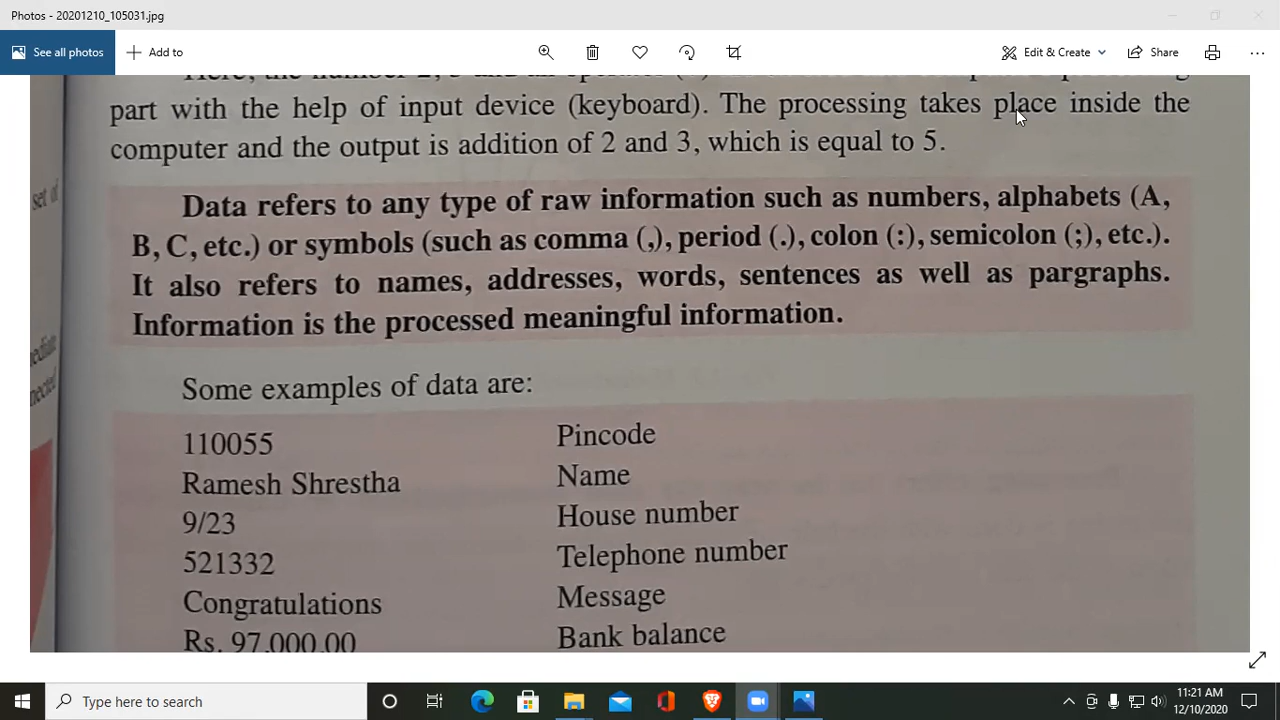 Photos - 20201210_105031.jpg
See all photos
Add to
Edit & Create
Share
part with the help of input device (keyboard). The processing takes place inside the
computer and the output is addition of 2 and 3, which is equal to 5.
set of
Data refers to any type of raw information such as numbers, alphabets (A,
B, C, etc.) or symbols (such as comma (,), period (.), colon (:), semicolon (;), etc.).
It also refers to names, addresses, words, sentences as well as pargraphs.
Information is the processed meaningful information.
Some examples of data are:
110055 Pincode
Ramesh Shrestha Name
9/23 House number
521332 Telephone number
Congratulations Message
Rs. 97,000.00 Bank balance
Type here to search
11:21 AM
12/10/2020